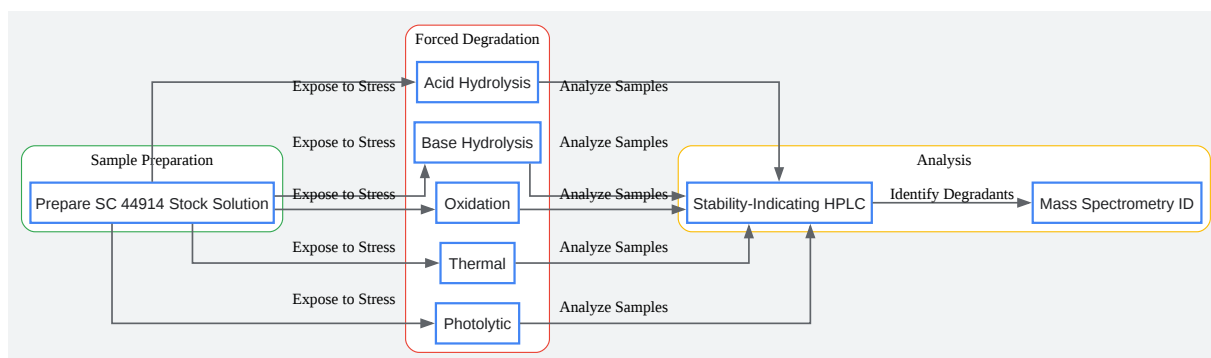 Forced Degradation
Expose to Stress
Acid Hydrolysis
Analyze Samples
Expose to Stress
Base Hydrolysis
Analyze Samples
Sample Preparation
Analysis
Prepare SC 44914 Stock Solution
Expose to Stress
Oxidation
Analyze Samples
Stability-Indicating HPLC
Identify Degradants
Mass Spectrometry ID
Expose to Stress
Thermal
Analyze Samples
Expose to Stress
Photolytic
Analyze Samples